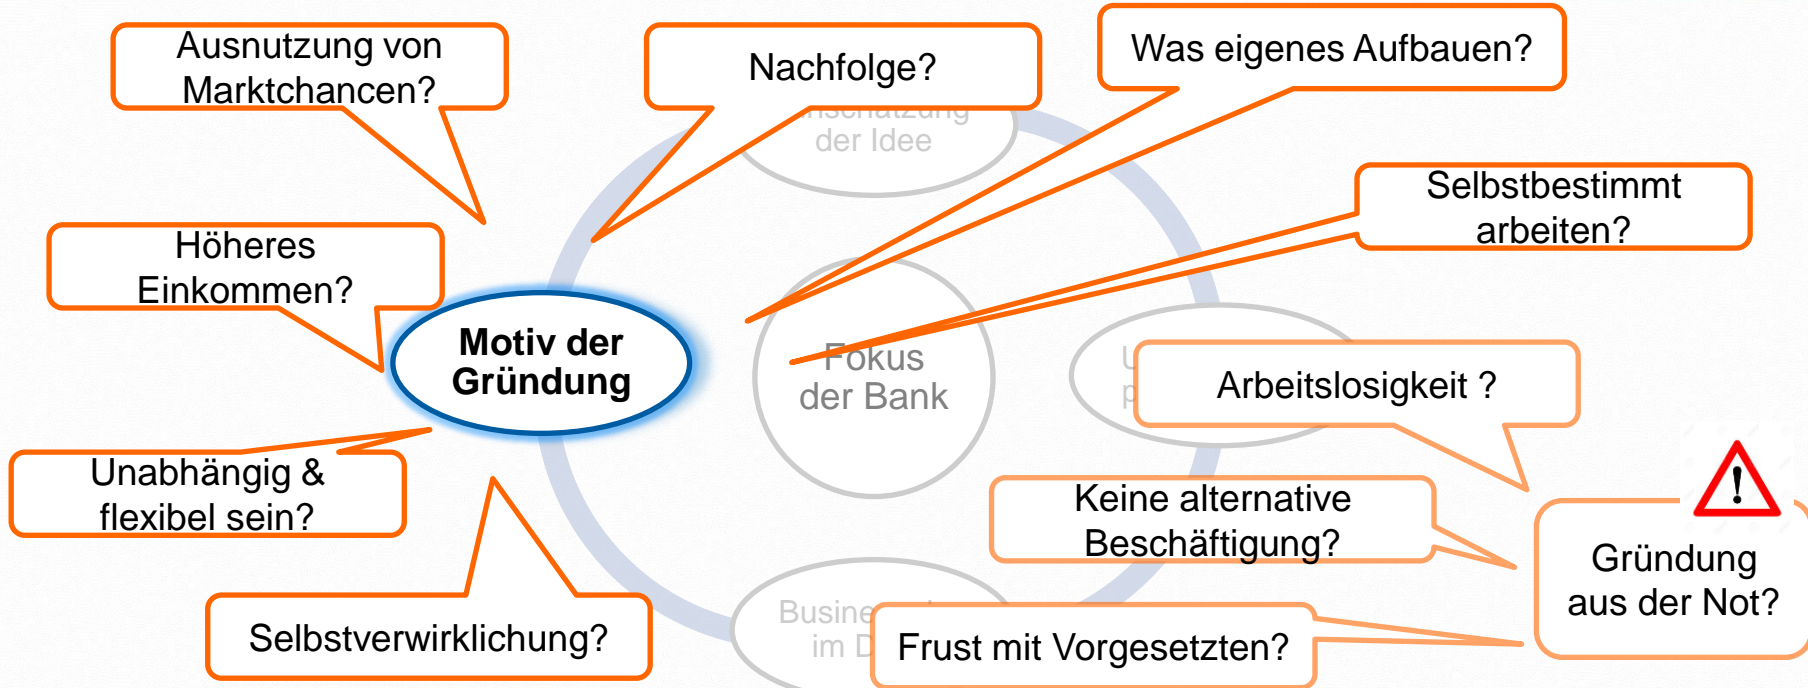 Ausnutzung von
Marktchancen?
Nachfolge?
Was eigenes Aufbauen?
der Idee
Selbstbestimmt
arbeiten?
Höheres
Einkommen?
Motiv der
Gründung
Fokus
der Bank
Arbeitslosigkeit ?
Unabhängig &
flexibel sein?
Keine alternative
Beschäftigung?
Gründung
aus der Not?
Selbstverwirklichung?
im
Frust mit Vorgesetzten?